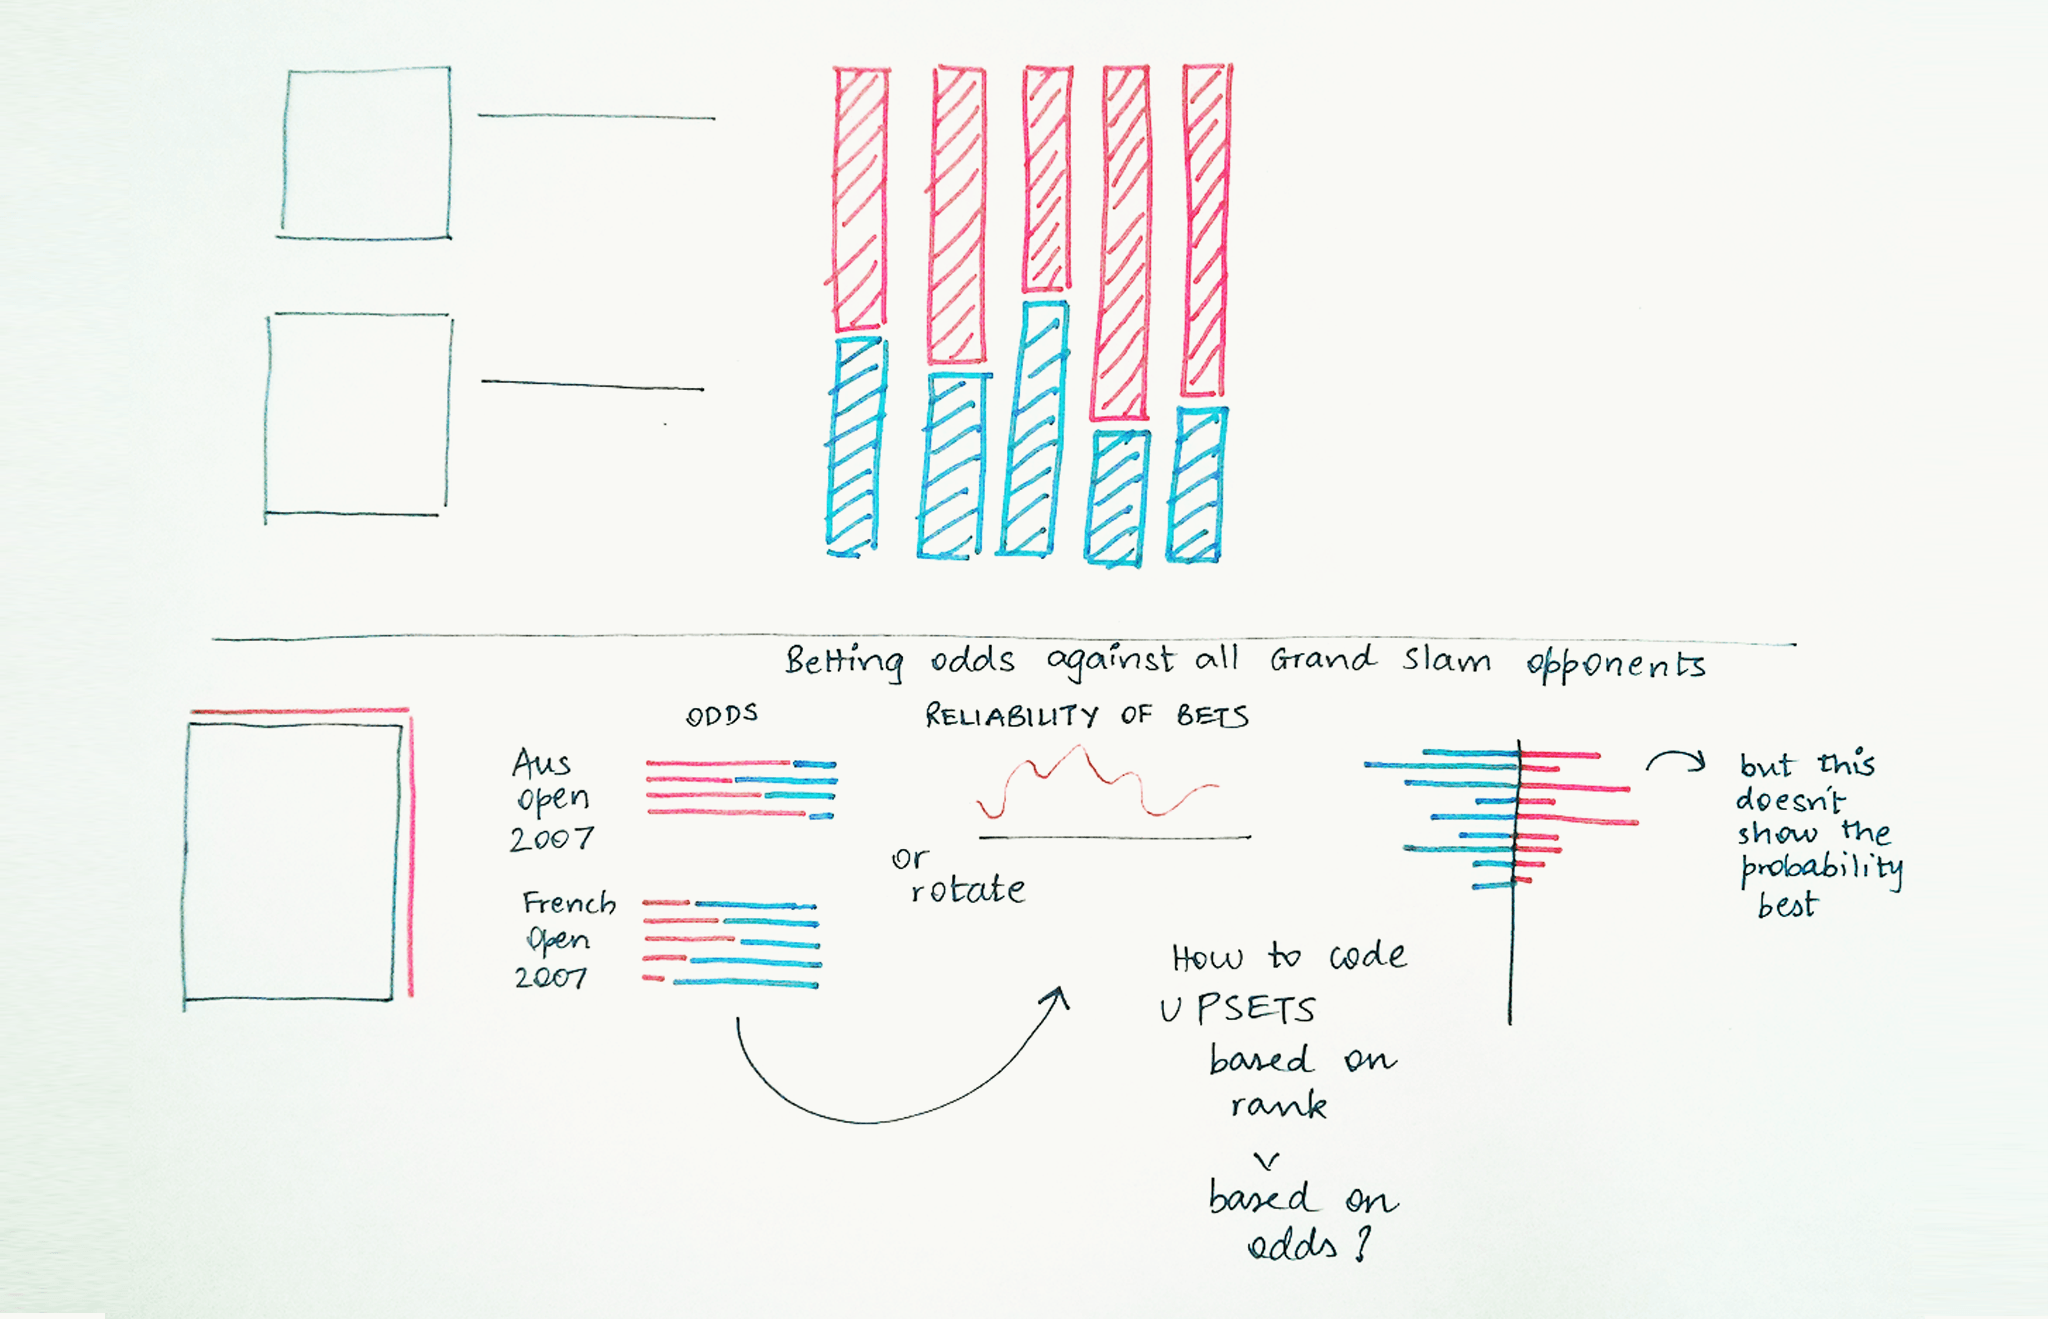 Betting odds against all Grand Slam opponents
ODDS
RELIABILITY OF BETS
Aus
Open
2007
French
Open
2007
or
rotate
but this
doesn't
show the
probability
best
How to code
UPSETS
based on
rank
v
based on
odds?